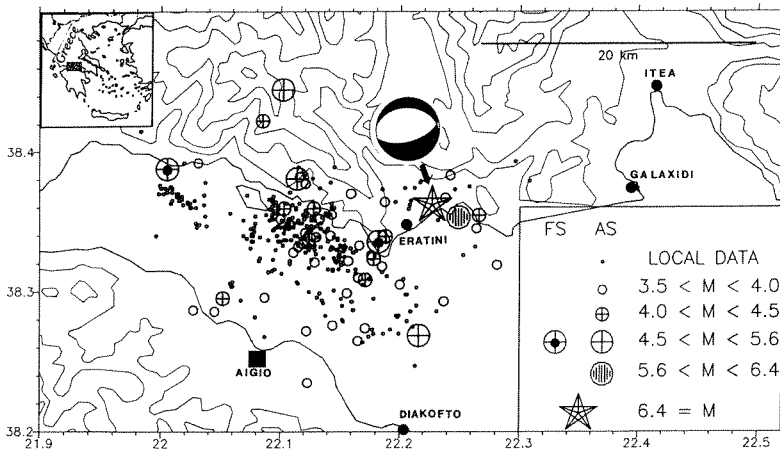 Greece
20 km
ITEA
38.4
GALAXIDI
ERATINI
FS AS
LOCAL DATA
3.5 < M < 4.0
4.0 < M < 4.5
4.5 < M < 5.6
5.6 < M < 6.4
6.4 = M
38.3
AIGIO
DIAKOFTO
38.2
21.9 22 22.1 22.2 22.3 22.4 22.5